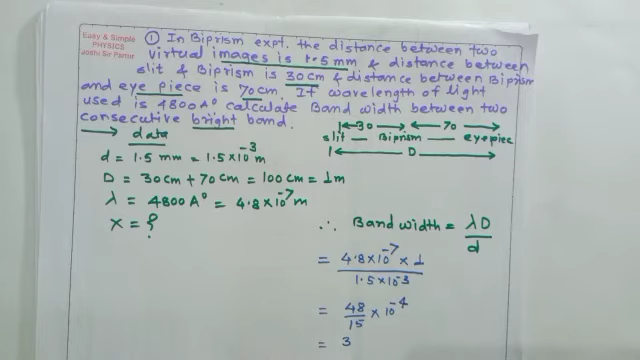 Easy & Simple
PHYSICS
Joshi Sir Partur
① In Biprism expt. the distance between two
virtual images is 1.5 mm & distance between
slit & Biprism is 30 cm & distance between Biprism
and eye piece is 70 cm. If wavelength of light
used is 4800 A° calculate Band width between two
consecutive bright band.
→ data
d = 1.5 mm = 1.5 × 10⁻³ m
D = 30 cm + 70 cm = 100 cm = 1 m
λ = 4800 A° = 4.8 × 10⁻⁷ m
X = ?
30 70
slit — Biprism — eyepiece
D
∴ Band width = λD / d
= 4.8 × 10⁻⁷ × 1 / 1.5 × 10⁻³
= 48 / 15 × 10⁻⁴
= 3